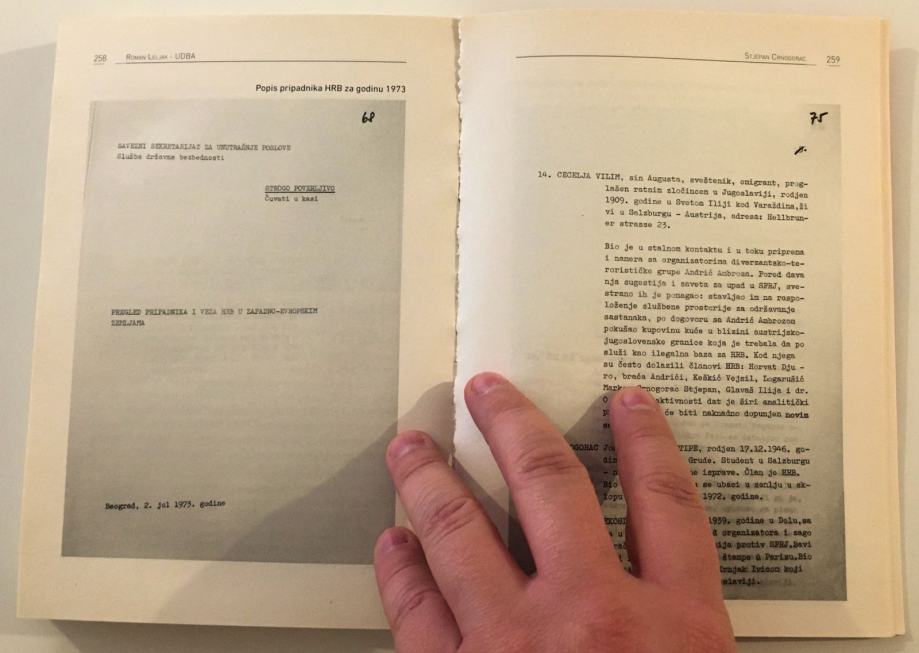 258 ROMAN LELJAK - UDBA
Popis pripadnika HRB za godinu 1973
68
SAVEZNI SEKRETARIJAT ZA UNUTRAŠNJE POSLOVE
Služba državne bezbednosti
STROGO POVERLJIVO
Čuvati u kasi
PREGLED PRIPADNIKA I VEZA HRB U ZAPADNO-EVROPSKIM
ZEMLJAMA
Beograd, 2. jul 1973. godine
STJEPAN CRNOGORAC 259
75
14. CECELJA VILIM, sin Augusta, sveštenik, emigrant, prog-
lašen ratnim zločincem u Jugoslaviji, rodjen
1909. godine u Svetom Iliji kod Varaždina,ži
vi u Salzburgu - Austrija, adresa: Hellbrun-
er strasse 23.
Bio je u stalnom kontaktu i u toku priprema
i namera sa organizatorima diverzantsko-te-
rorističke grupe Andrić Ambroza. Pored dava
nja sugestija i saveta za upad u SFRJ, sve-
strano ih je pomagao: stavljao im na raspo-
loženje službene prostorije za održavanje
sastanaka, po dogovoru sa Andrić Ambrozom
pokušao kupovinu kuće u blizini austrijsko-
jugoslovenske granice koja je trebala da po
služi kao ilegalna baza za HRB. Kod njega
su često dolazili članovi HRB: Horvat Dju -
ro, braća Andrići, Keškić Vejsil, Logarušić
Crnogorac Stjepan, Glavaš Ilija i dr.
aktivnosti dat je širi analitički
će biti naknadno dopunjen novim
TIPE, rodjen 17.12.1946. go-
Grude. Student u Salzburgu
isprave. Član je HRB.
Bio se ubaci u zemlju u sk-
lopu 1972. godine.
1939. godine u Dolu,sa
organizatora i sago
protiv SFRJ.Bavi
štampe u Parizu.Bio
Ivicom koji